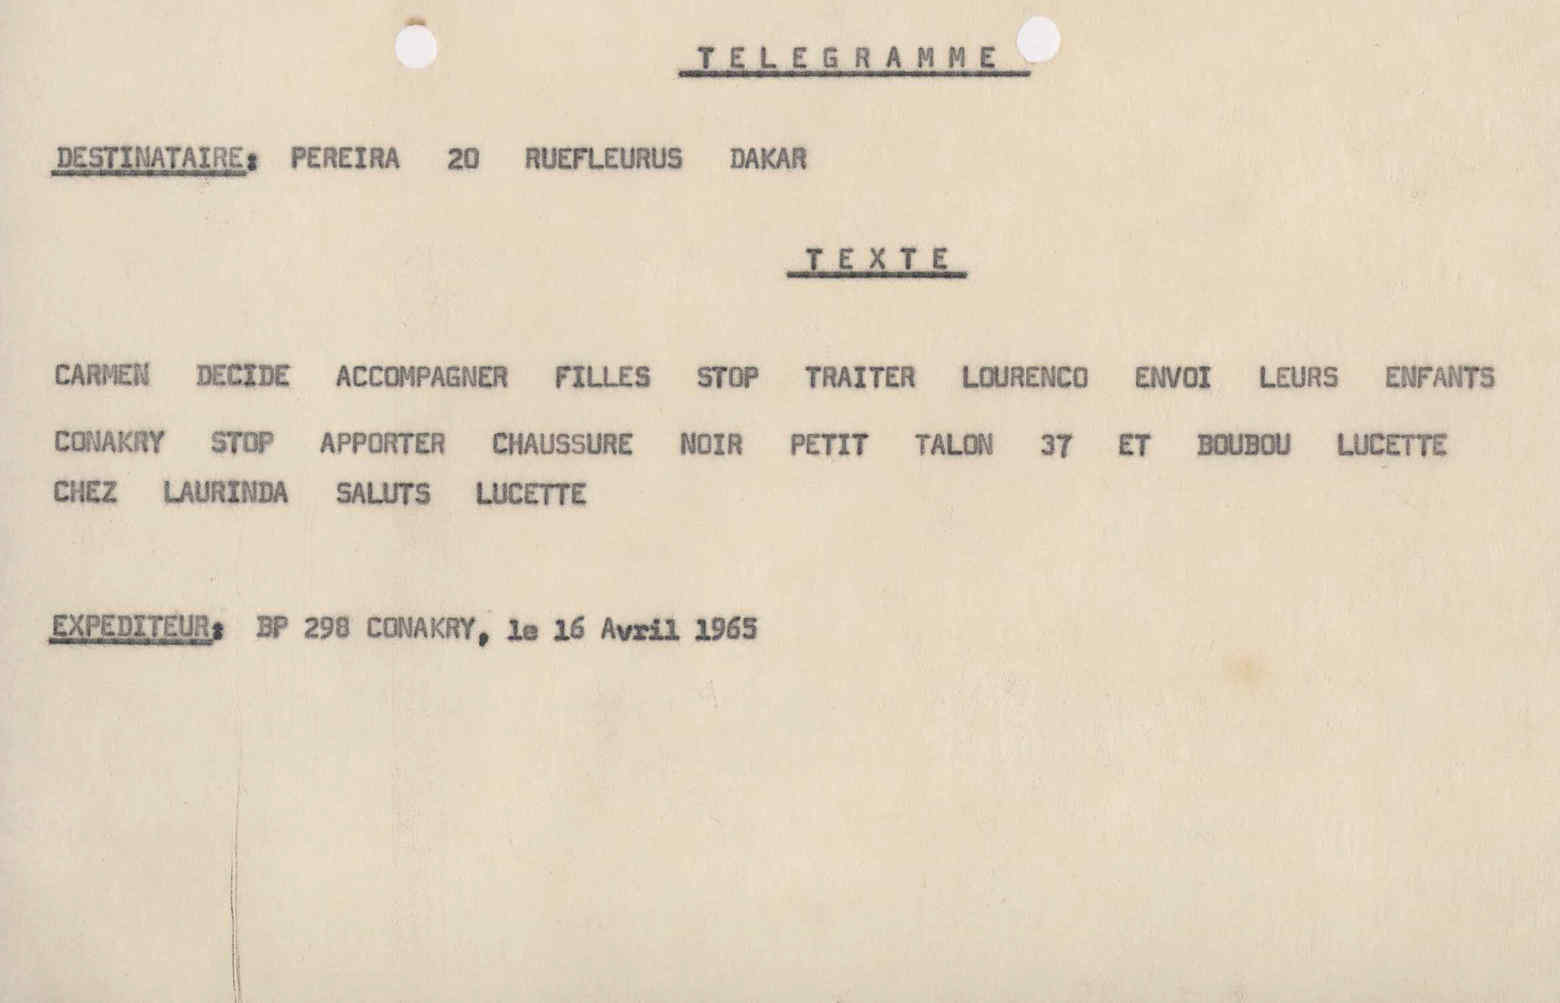 TELEGRAMME
DESTINATAIRE: PEREIRA 20 RUEFLEURUS DAKAR
TEXTE
CARMEN DECIDE ACCOMPAGNER FILLES STOP TRAITER LOURENCO ENVOI LEURS ENFANTS
CONAKRY STOP APPORTER CHAUSSURE NOIR PETIT TALON 37 ET BOUBOU LUCETTE
CHEZ LAURINDA SALUTS LUCETTE
EXPEDITEUR: BP 298 CONAKRY, le 16 Avril 1965